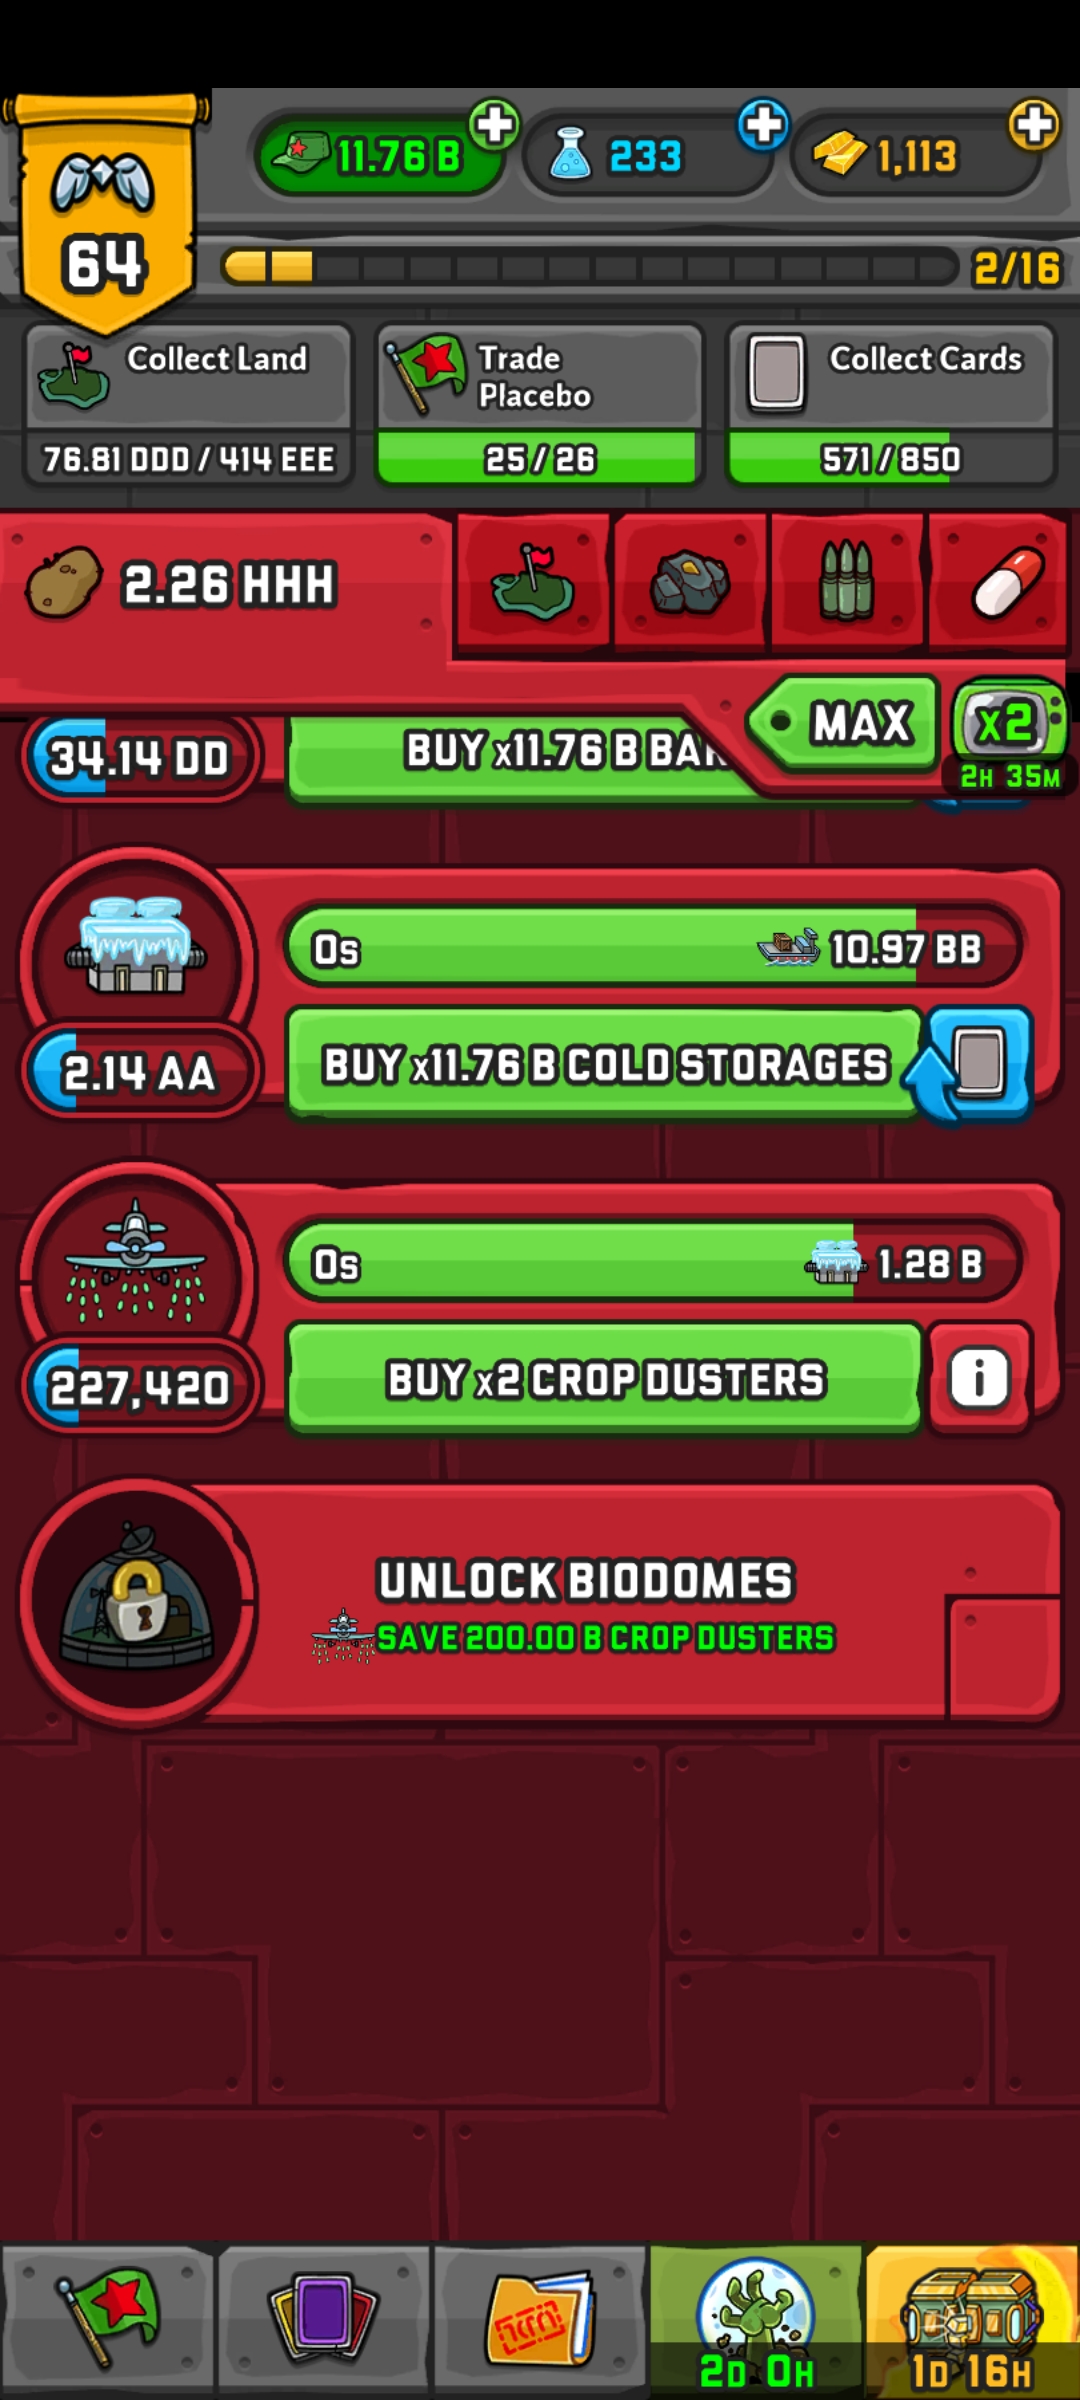 11.76 B
233
1,113
64
2/16
Collect Land
76.81 DDD / 414 EEE
Trade
Placebo
25 / 26
Collect Cards
571 / 850
2.26 HHH
MAX
x2
2H 35M
34.14 DD
BUY x11.76 B
0s
10.97 BB
2.14 AA
BUY x11.76 B COLD STORAGES
0s
1.28 B
227,420
BUY x2 CROP DUSTERS
i
UNLOCK BIODOMES
SAVE 200.00 B CROP DUSTERS
2D 0H
1D 16H